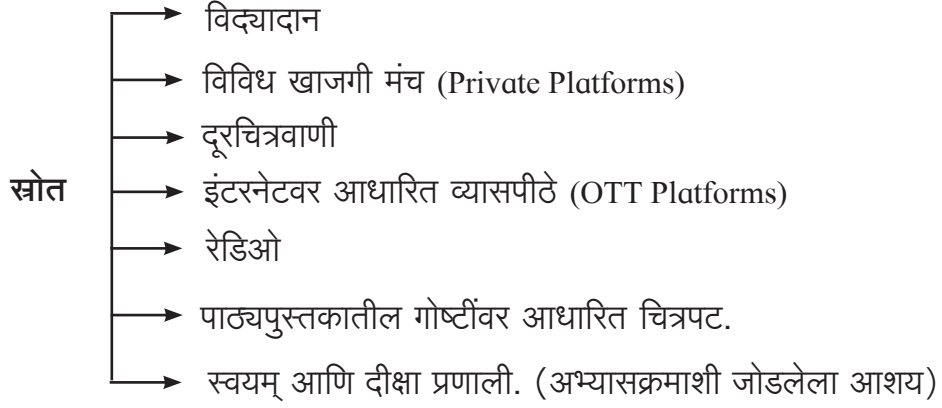 विद्यादान
विविध खाजगी मंच (Private Platforms)
दूरचित्रवाणी
स्रोत
इंटरनेटवर आधारित व्यासपीठे (OTT Platforms)
रेडिओ
पाठ्यपुस्तकातील गोष्टींवर आधारित चित्रपट.
स्वयम् आणि दीक्षा प्रणाली. (अभ्यासक्रमाशी जोडलेला आशय)